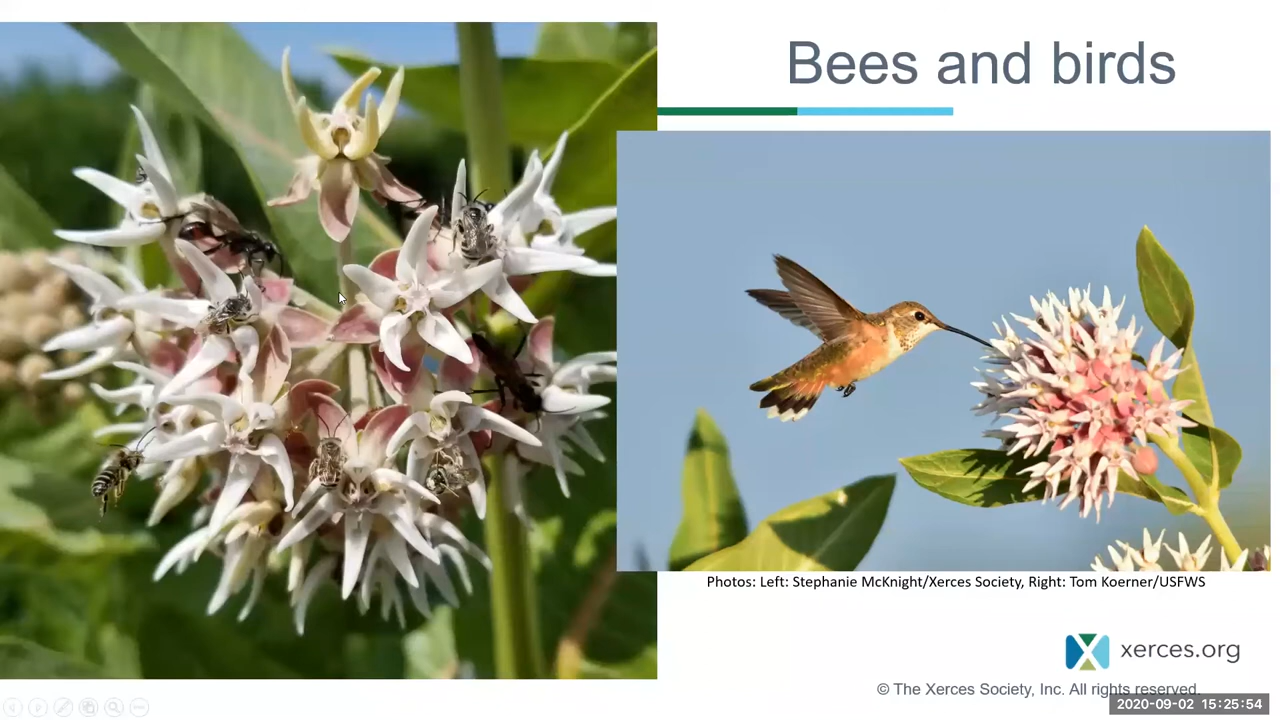 Bees and birds
Photos: Left: Stephanie McKnight/Xerces Society, Right: Tom Koerner/USFWS
xerces.org
© The Xerces Society, Inc. All rights reserved.
2020-09-02 15:25:54